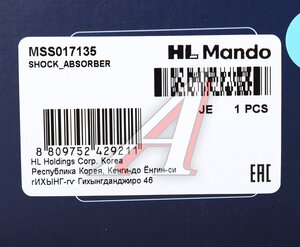 MSS017135
SHOCK_ABSORBER
HL Mando
JE 1 PCS
8 809752 429211
HL Holdings Corp. Korea
Республика Корея, Кенги-до Ёнгин-си
гИХЫНГ-гу Гихынгданджиро 46
EAC